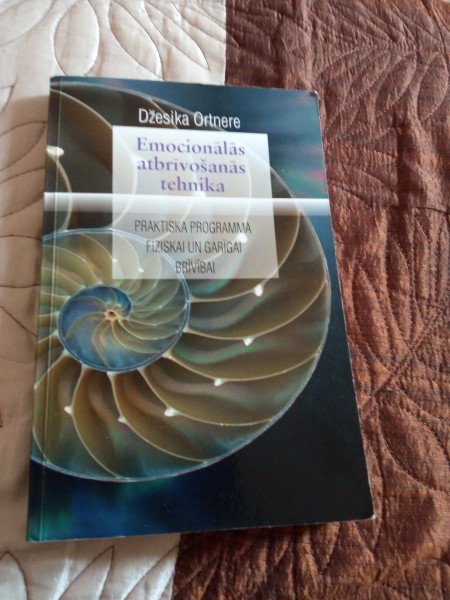 Džesika Ortnere
Emocionālās
atbrīvošanās
tehnika
PRAKTISKA PROGRAMMA
FIZISKAI UN GARĪGAI
BRĪVĪBAI